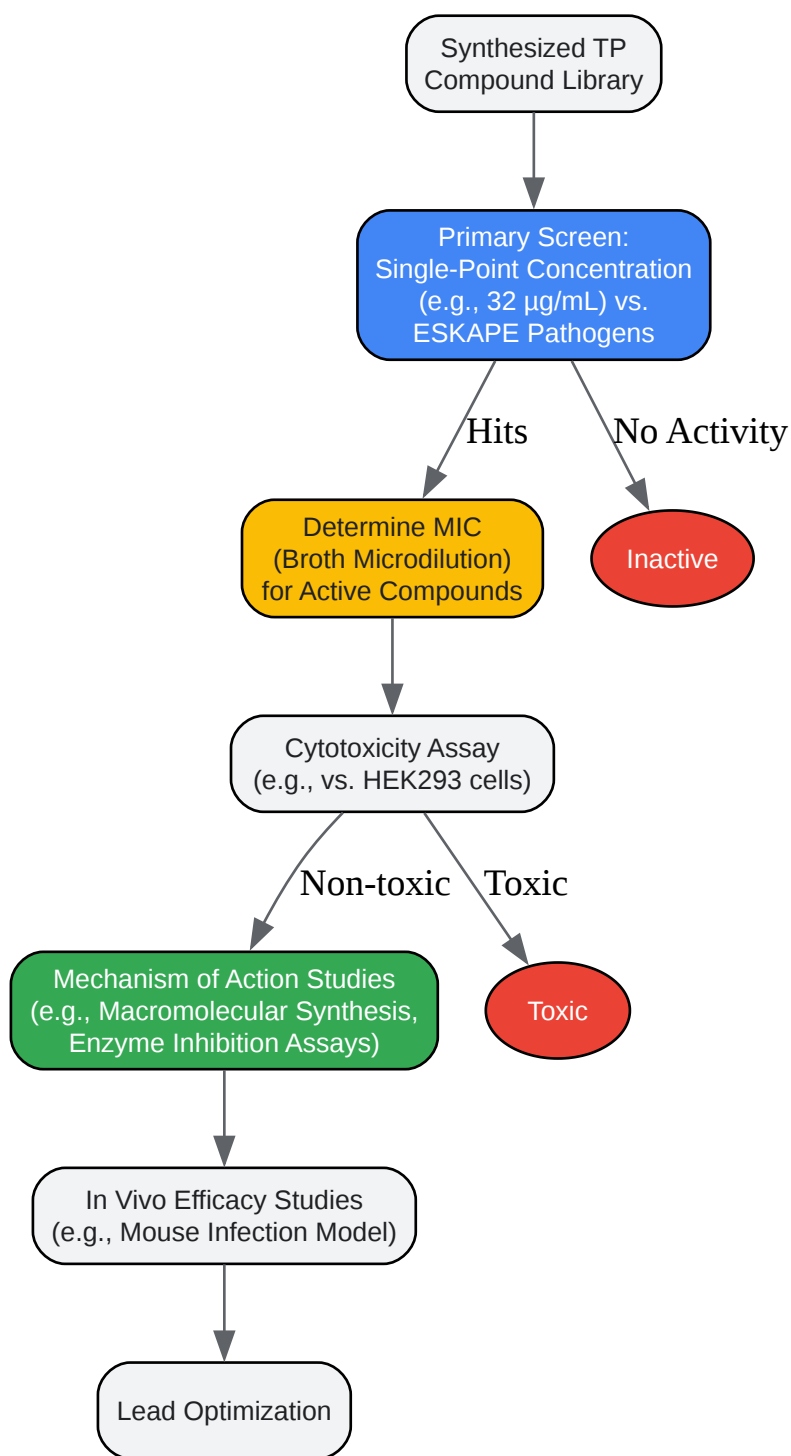 Synthesized TP
Compound Library
Primary Screen:
Single-Point Concentration
(e.g., 32 µg/mL) vs.
ESKAPE Pathogens
Hits
No Activity
Determine MIC
(Broth Microdilution)
for Active Compounds
Inactive
Cytotoxicity Assay
(e.g., vs. HEK293 cells)
Non-toxic
Toxic
Mechanism of Action Studies
(e.g., Macromolecular Synthesis,
Enzyme Inhibition Assays)
Toxic
In Vivo Efficacy Studies
(e.g., Mouse Infection Model)
Lead Optimization